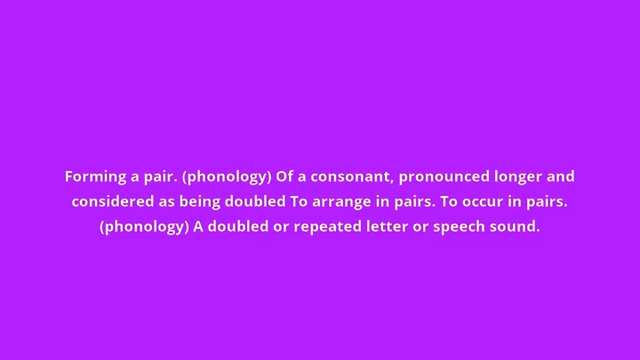 Forming a pair. (phonology) Of a consonant, pronounced longer and
considered as being doubled To arrange in pairs. To occur in pairs.
(phonology) A doubled or repeated letter or speech sound.